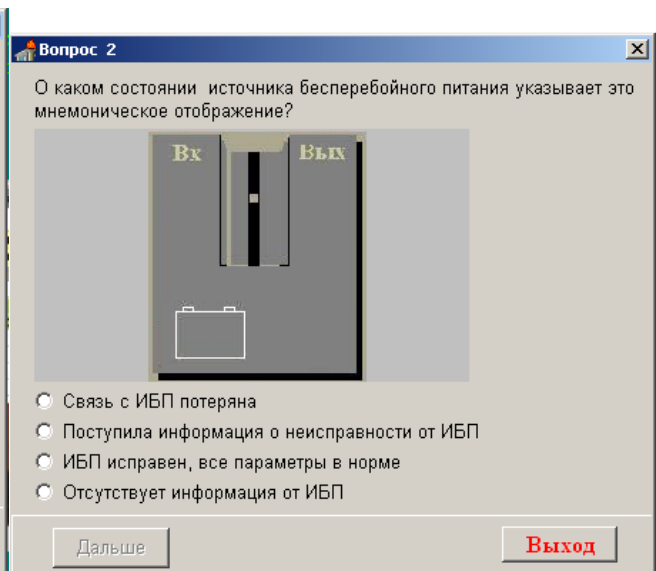 Вопрос 2
О каком состоянии источника бесперебойного питания указывает это
мнемоническое отображение?
Вх Вых
Связь с ИБП потеряна
Поступила информация о неисправности от ИБП
ИБП исправен, все параметры в норме
Отсутствует информация от ИБП
Дальше Выход